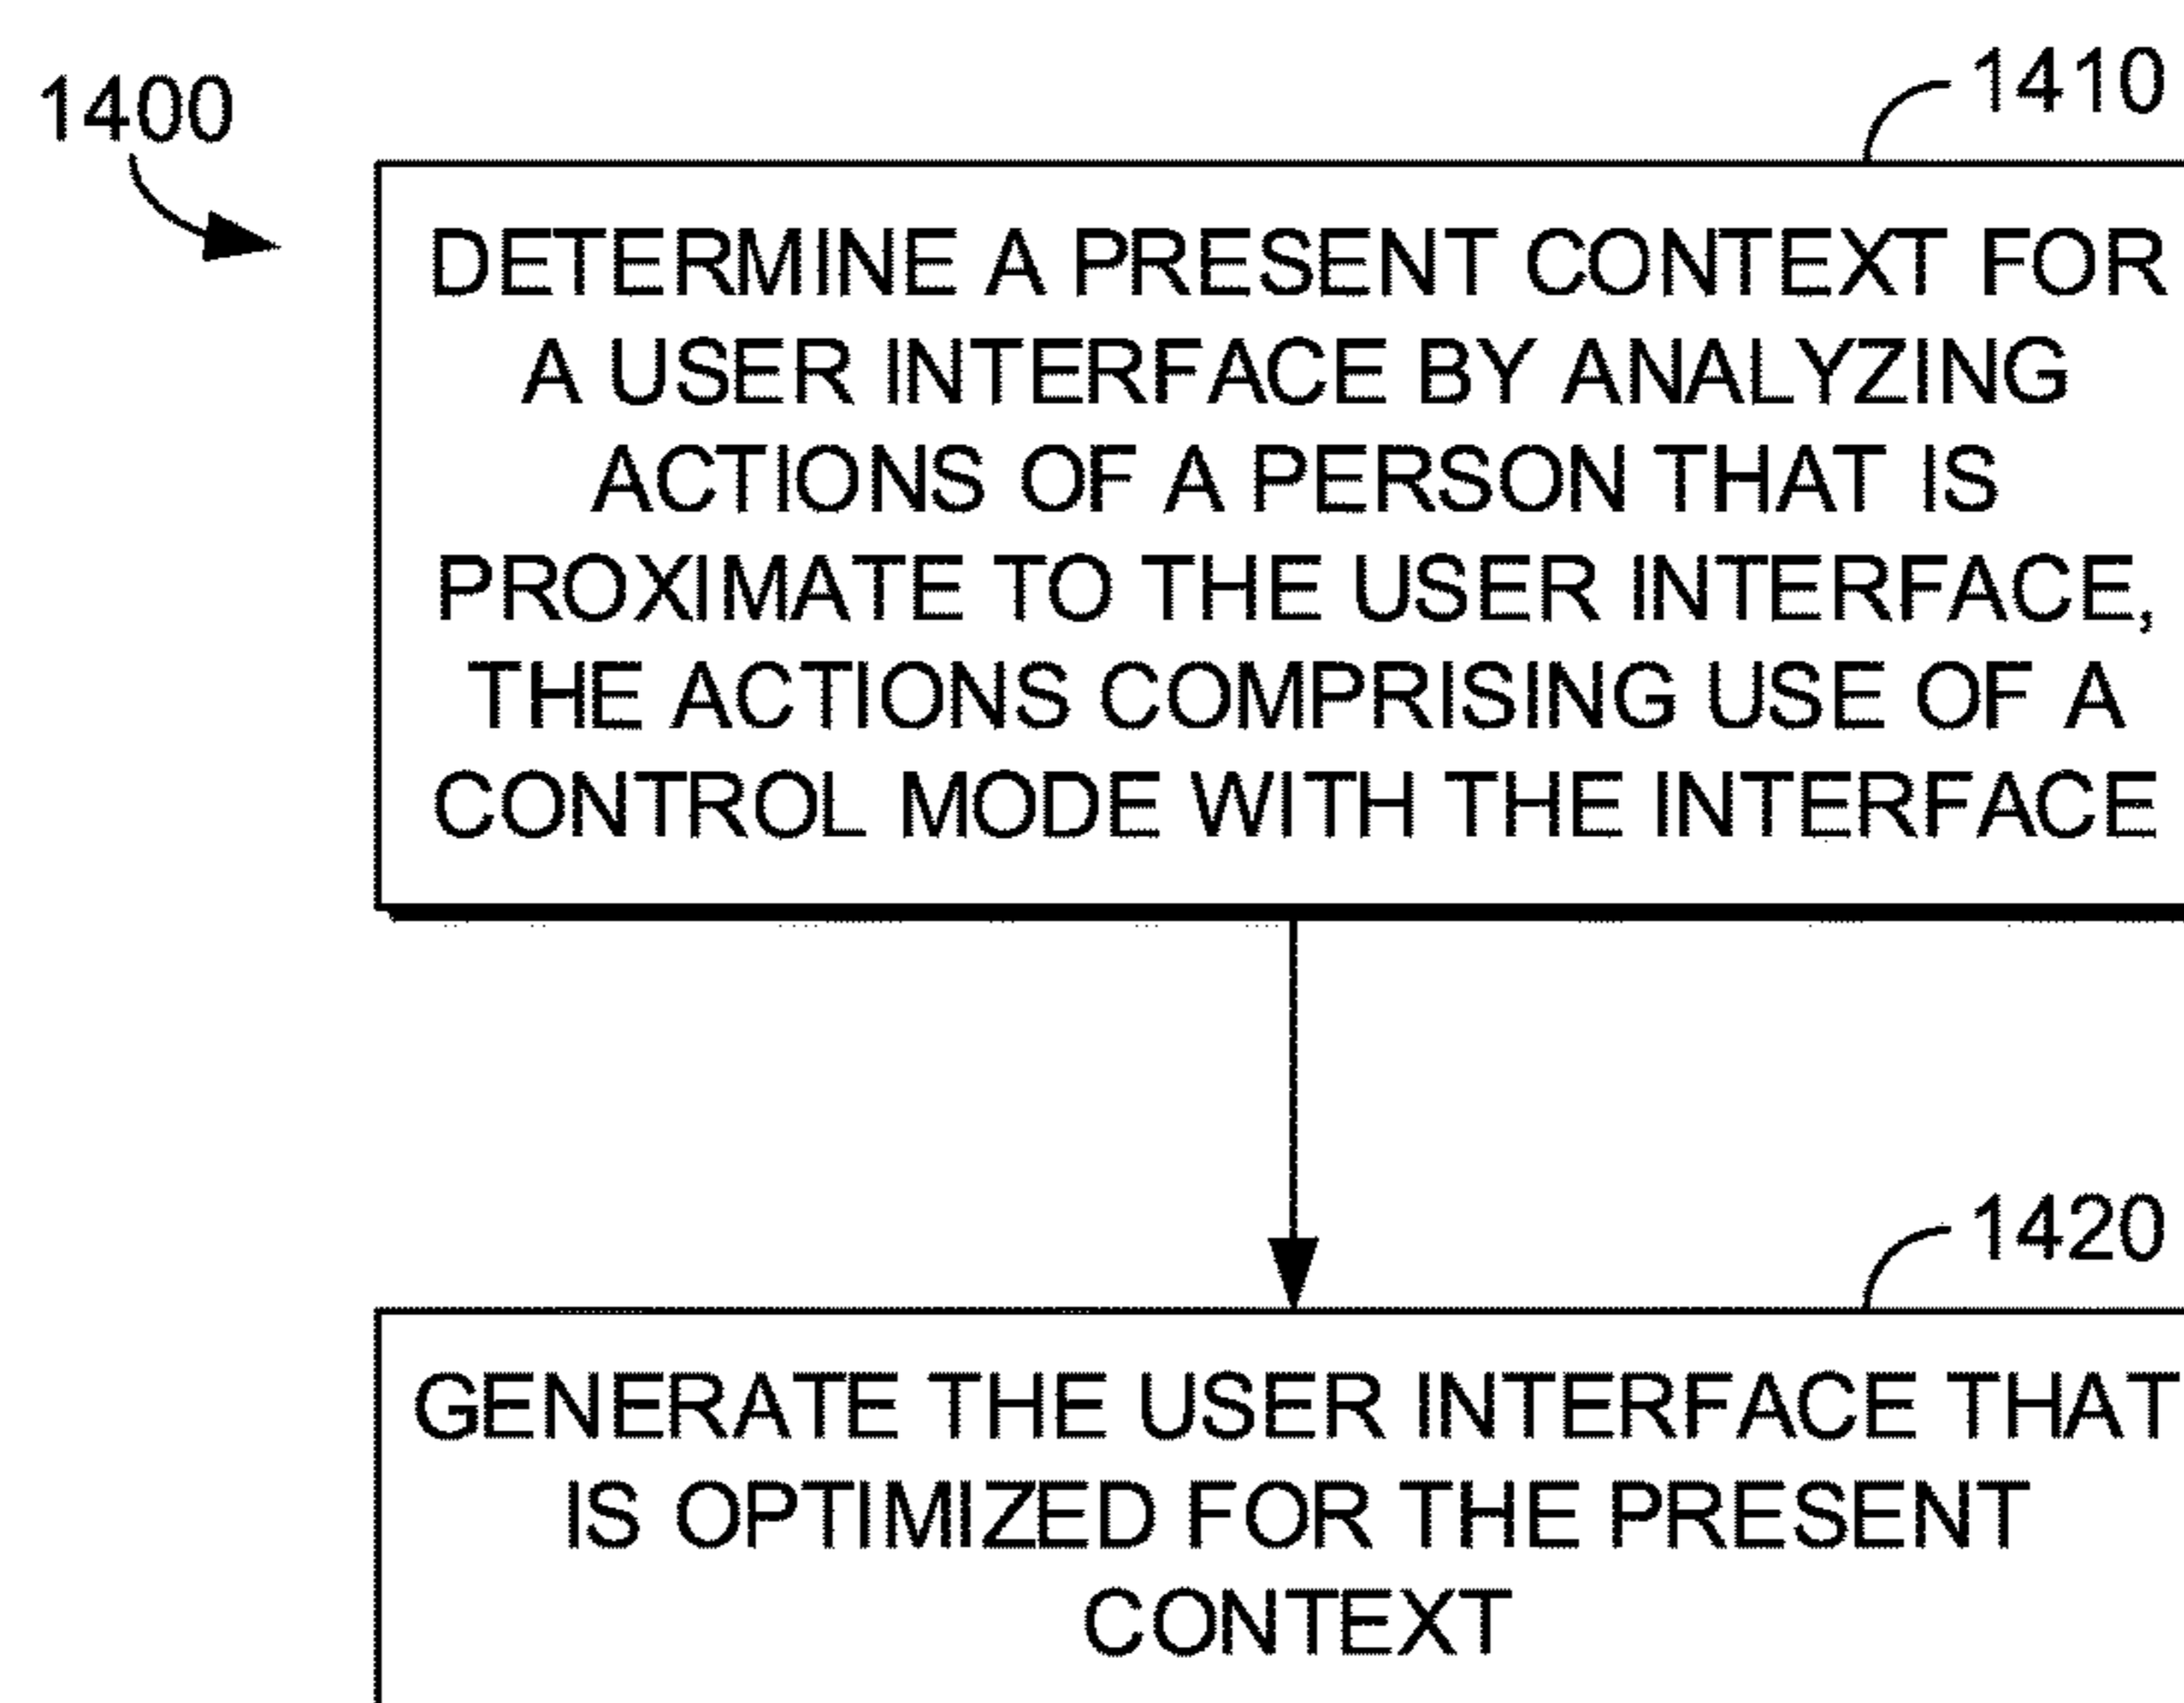 1400
1410
DETERMINE A PRESENT CONTEXT FOR
A USER INTERFACE BY ANALYZING
ACTIONS OF A PERSON THAT IS
PROXIMATE TO THE USER INTERFACE,
THE ACTIONS COMPRISING USE OF A
CONTROL MODE WITH THE INTERFACE
1420
GENERATE THE USER INTERFACE THAT
IS OPTIMIZED FOR THE PRESENT
CONTEXT